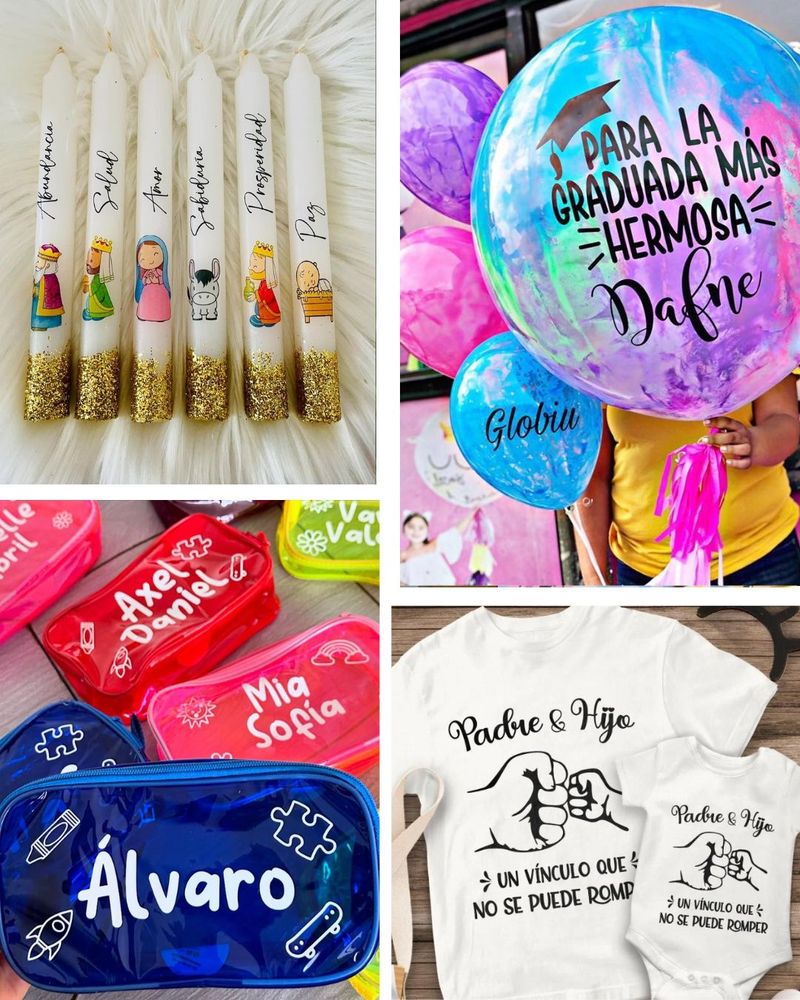 Abundancia
Salud
Amor
Sabiduría
Prosperidad
Paz
PARA LA
GRADUADA MÁS
HERMOSA
Dafne
Globiu
Axel
Daniel
Mia
Sofía
Álvaro
Padre & Hijo
UN VÍNCULO QUE
NO SE PUEDE ROMP
Padre & Hijo
UN VÍNCULO QUE
NO SE PUEDE ROMPER